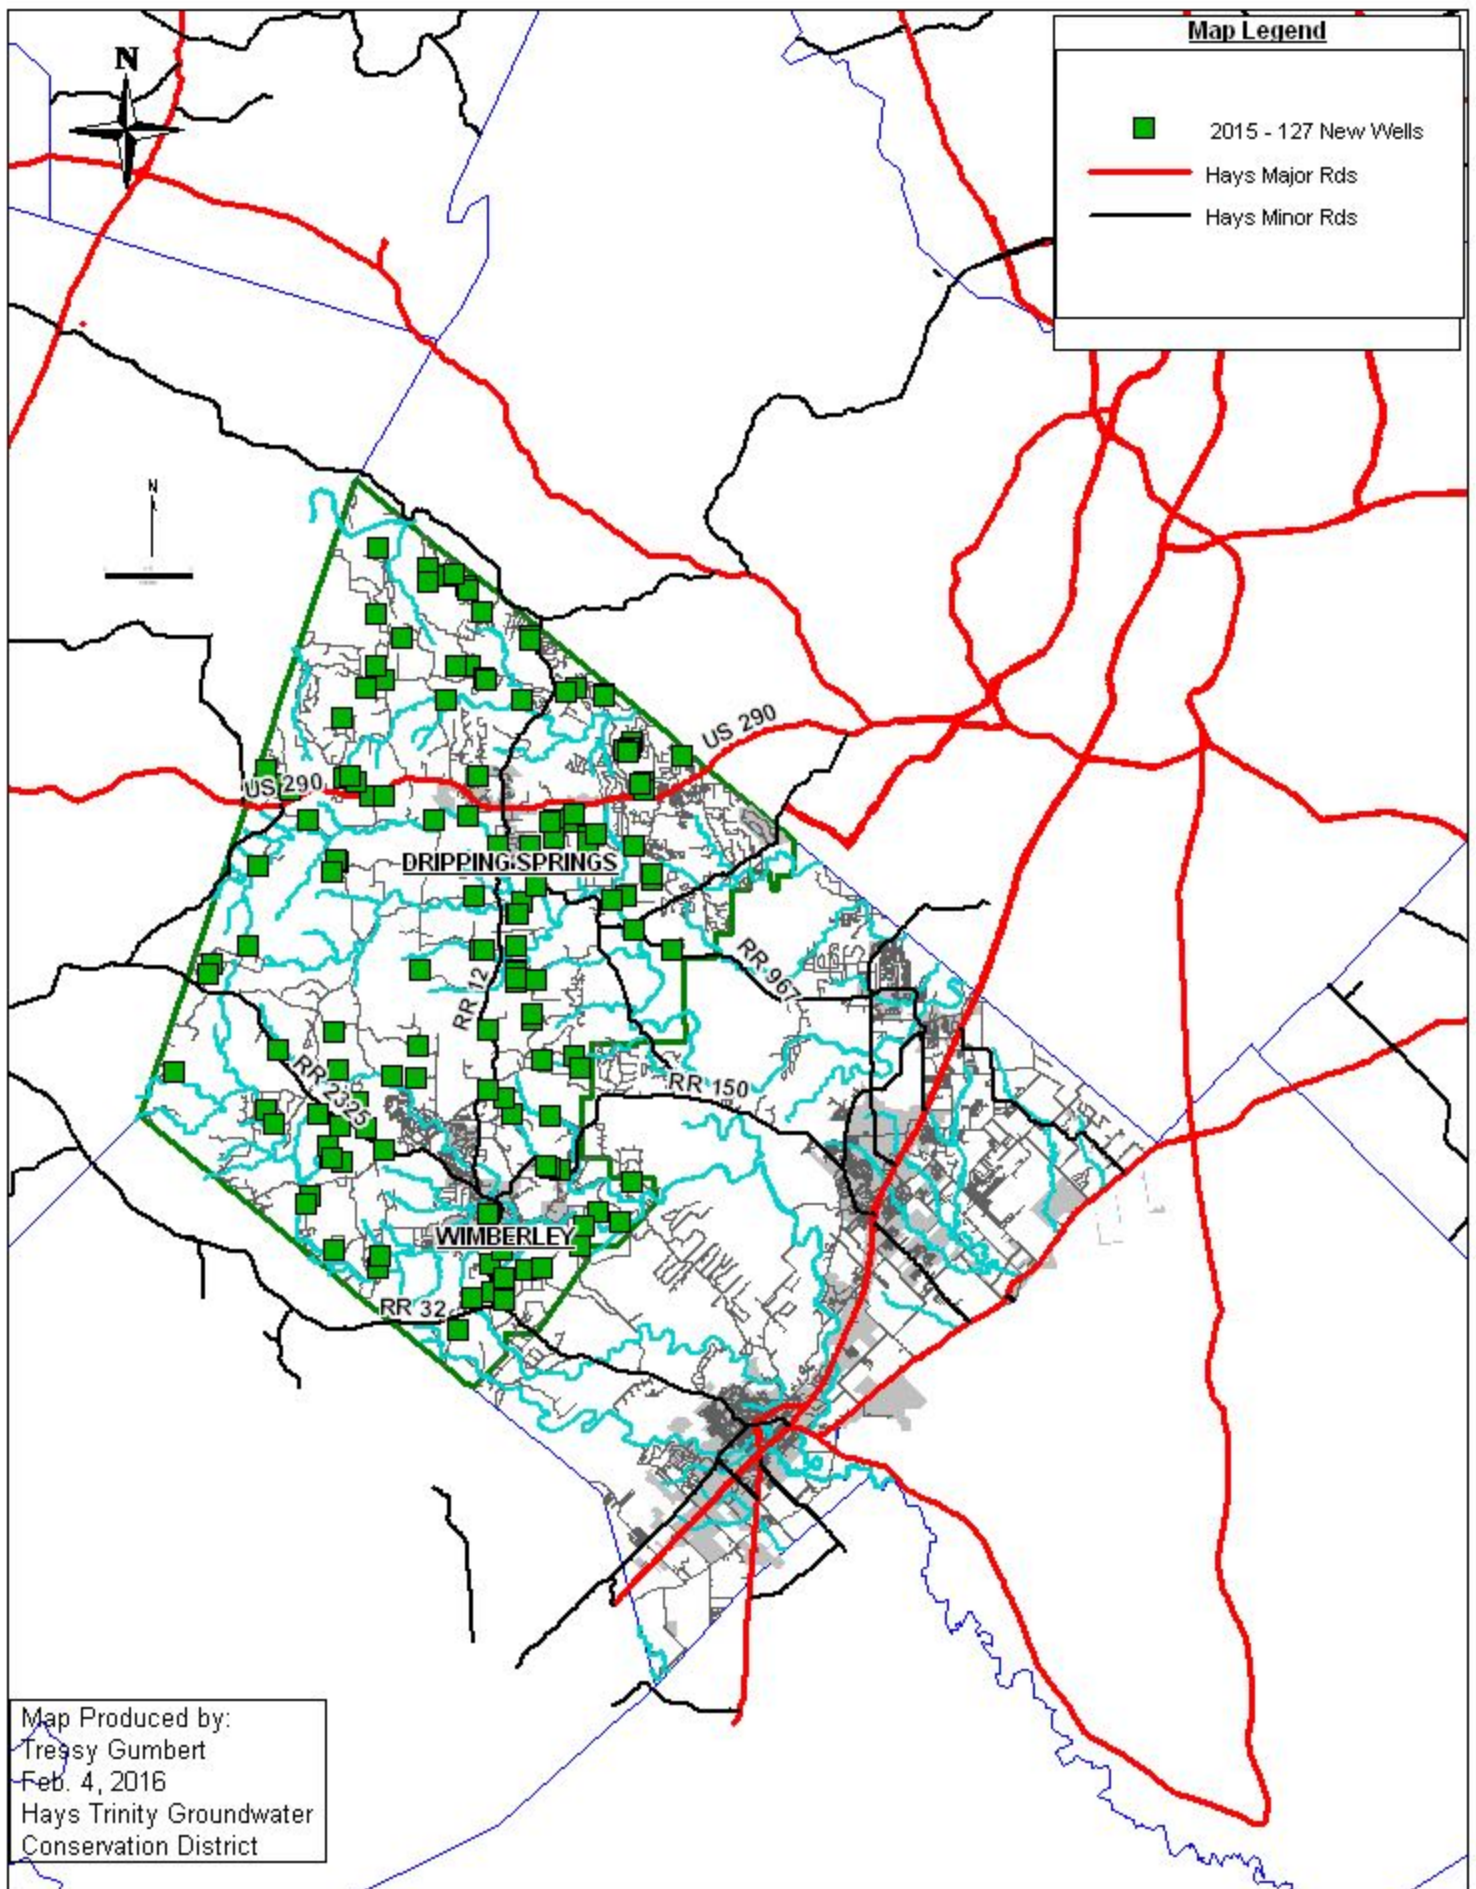 Map Legend
N
2015 - 127 New Wells
Hays Major Rds
Hays Minor Rds
N
US 290
US 290
DRIPPING SPRINGS
RR 967
RR 12
RR 2325
RR 150
WIMBERLEY
RR 32
Map Produced by:
Tressy Gumbert
Feb. 4, 2016
Hays Trinity Groundwater
Conservation District